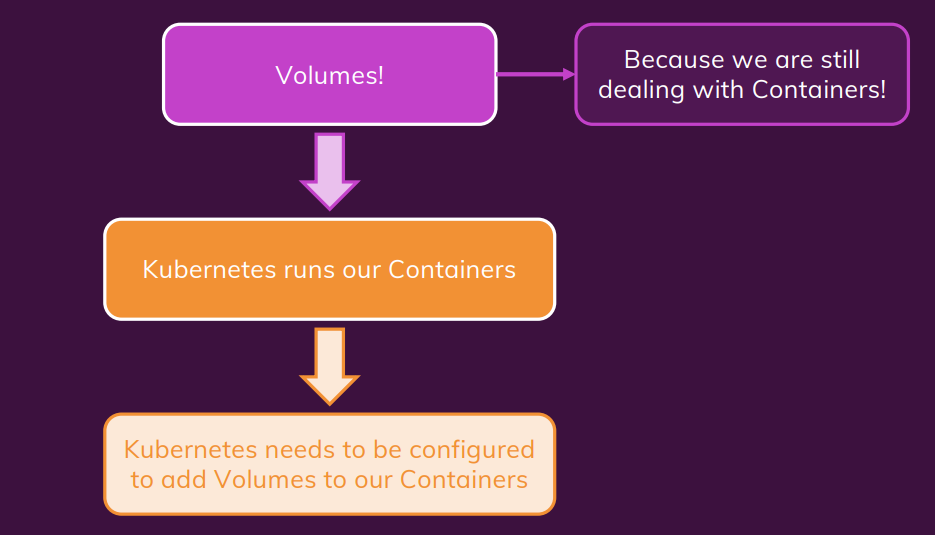 Volumes!
Because we are still
dealing with Containers!
Kubernetes runs our Containers
Kubernetes needs to be configured
to add Volumes to our Containers